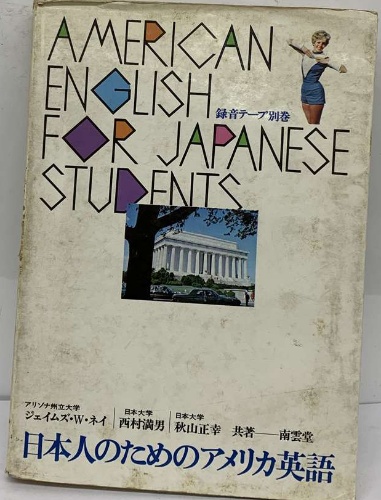 AMERICAN
ENGLISH
録音テープ別巻
FOR JAPANESE
STUDENTS
アリゾナ州立大学
ジェイムズ・W・ネイ
日本大学
西村満男
日本大学
秋山正幸 共著──南雲堂
日本人のためのアメリカ英語